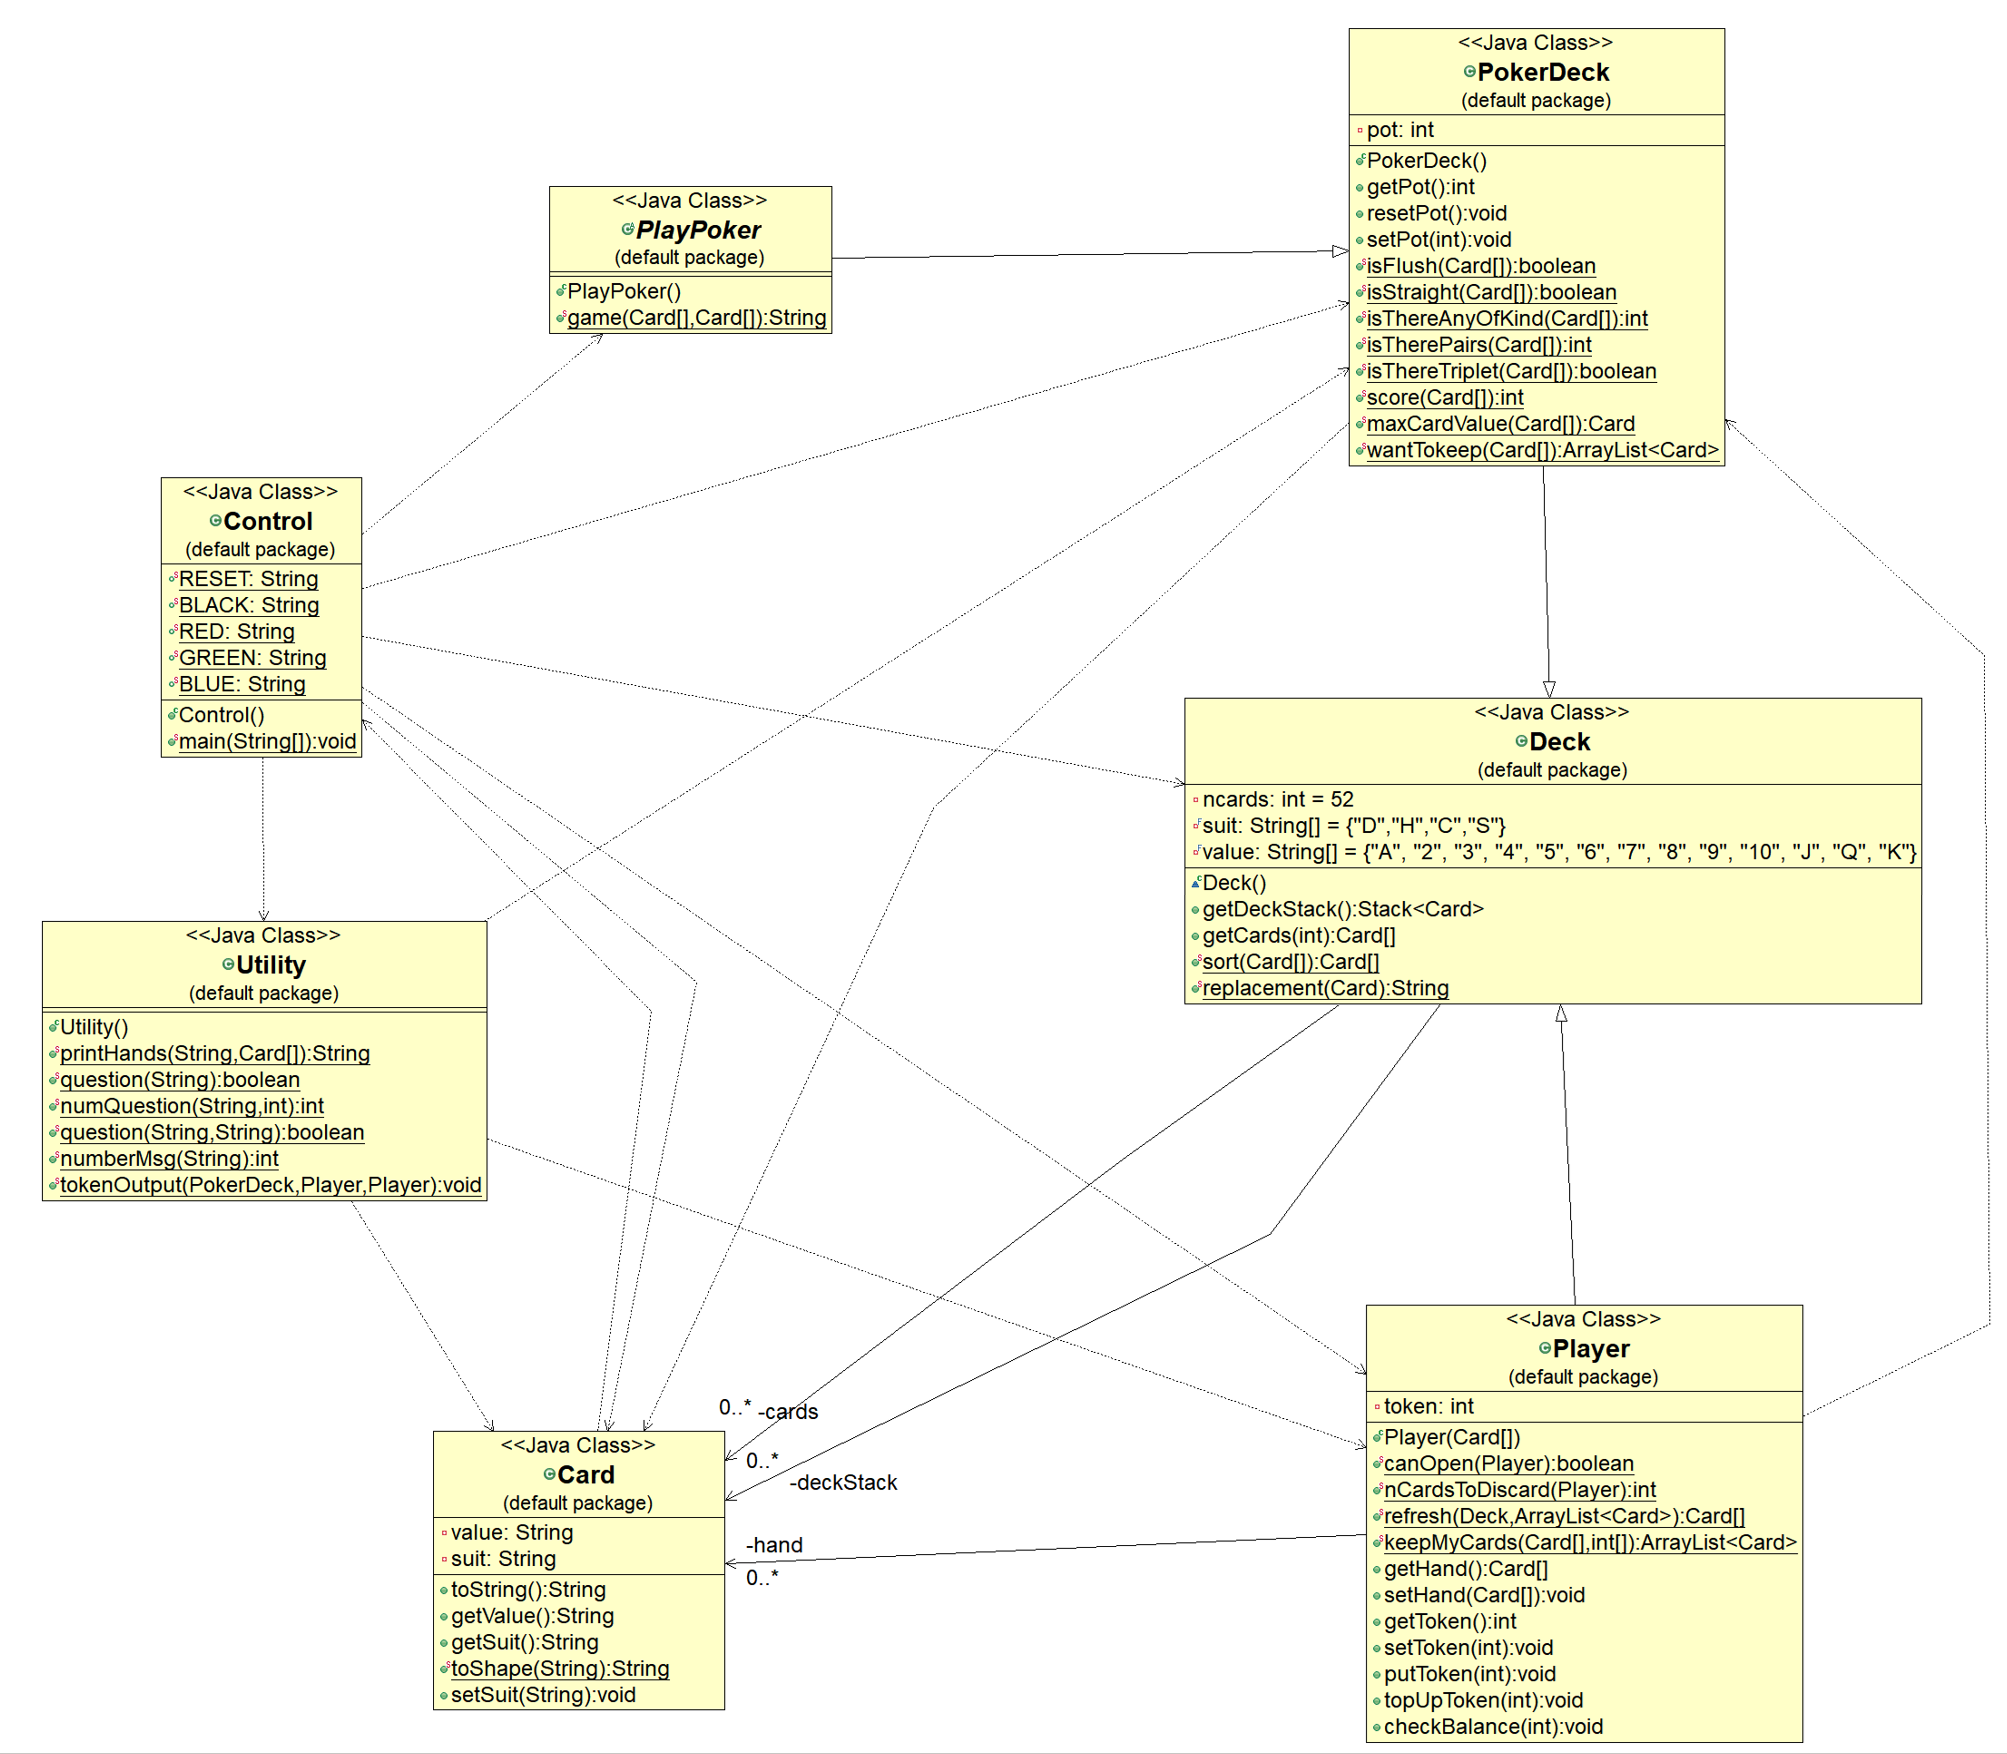 <<Java Class>>
PokerDeck
(default package)
pot: int
PokerDeck()
getPot():int
resetPot():void
setPot(int):void
isFlush(Card[]):boolean
isStraight(Card[]):boolean
isThereAnyOfKind(Card[]):int
isTherePairs(Card[]):int
isThereTriplet(Card[]):boolean
score(Card[]):int
maxCardValue(Card[]):Card
wantTokeep(Card[]):ArrayList<Card>
<<Java Class>>
PlayPoker
(default package)
PlayPoker()
game(Card[],Card[]):String
<<Java Class>>
Control
(default package)
RESET: String
BLACK: String
RED: String
GREEN: String
BLUE: String
Control()
main(String[]):void
<<Java Class>>
Deck
(default package)
ncards: int = 52
suit: String[] = {"D","H","C","S"}
value: String[] = {"A", "2", "3", "4", "5", "6", "7", "8", "9", "10", "J", "Q", "K"}
Deck()
getDeckStack():Stack<Card>
getCards(int):Card[]
sort(Card[]):Card[]
replacement(Card):String
<<Java Class>>
Utility
(default package)
Utility()
printHands(String,Card[]):String
question(String):boolean
numQuestion(String,int):int
question(String,String):boolean
numberMsg(String):int
tokenOutput(PokerDeck,Player,Player):void
<<Java Class>>
Player
(default package)
token: int
Player(Card[])
canOpen(Player):boolean
nCardsToDiscard(Player):int
refresh(Deck,ArrayList<Card>):Card[]
keepMyCards(Card[],int[]):ArrayList<Card>
getHand():Card[]
setHand(Card[]):void
getToken():int
setToken(int):void
putToken(int):void
topUpToken(int):void
checkBalance(int):void
0..* -cards
0..*
-deckStack
-hand
0..*
<<Java Class>>
Card
(default package)
value: String
suit: String
toString():String
getValue():String
getSuit():String
toShape(String):String
setSuit(String):void